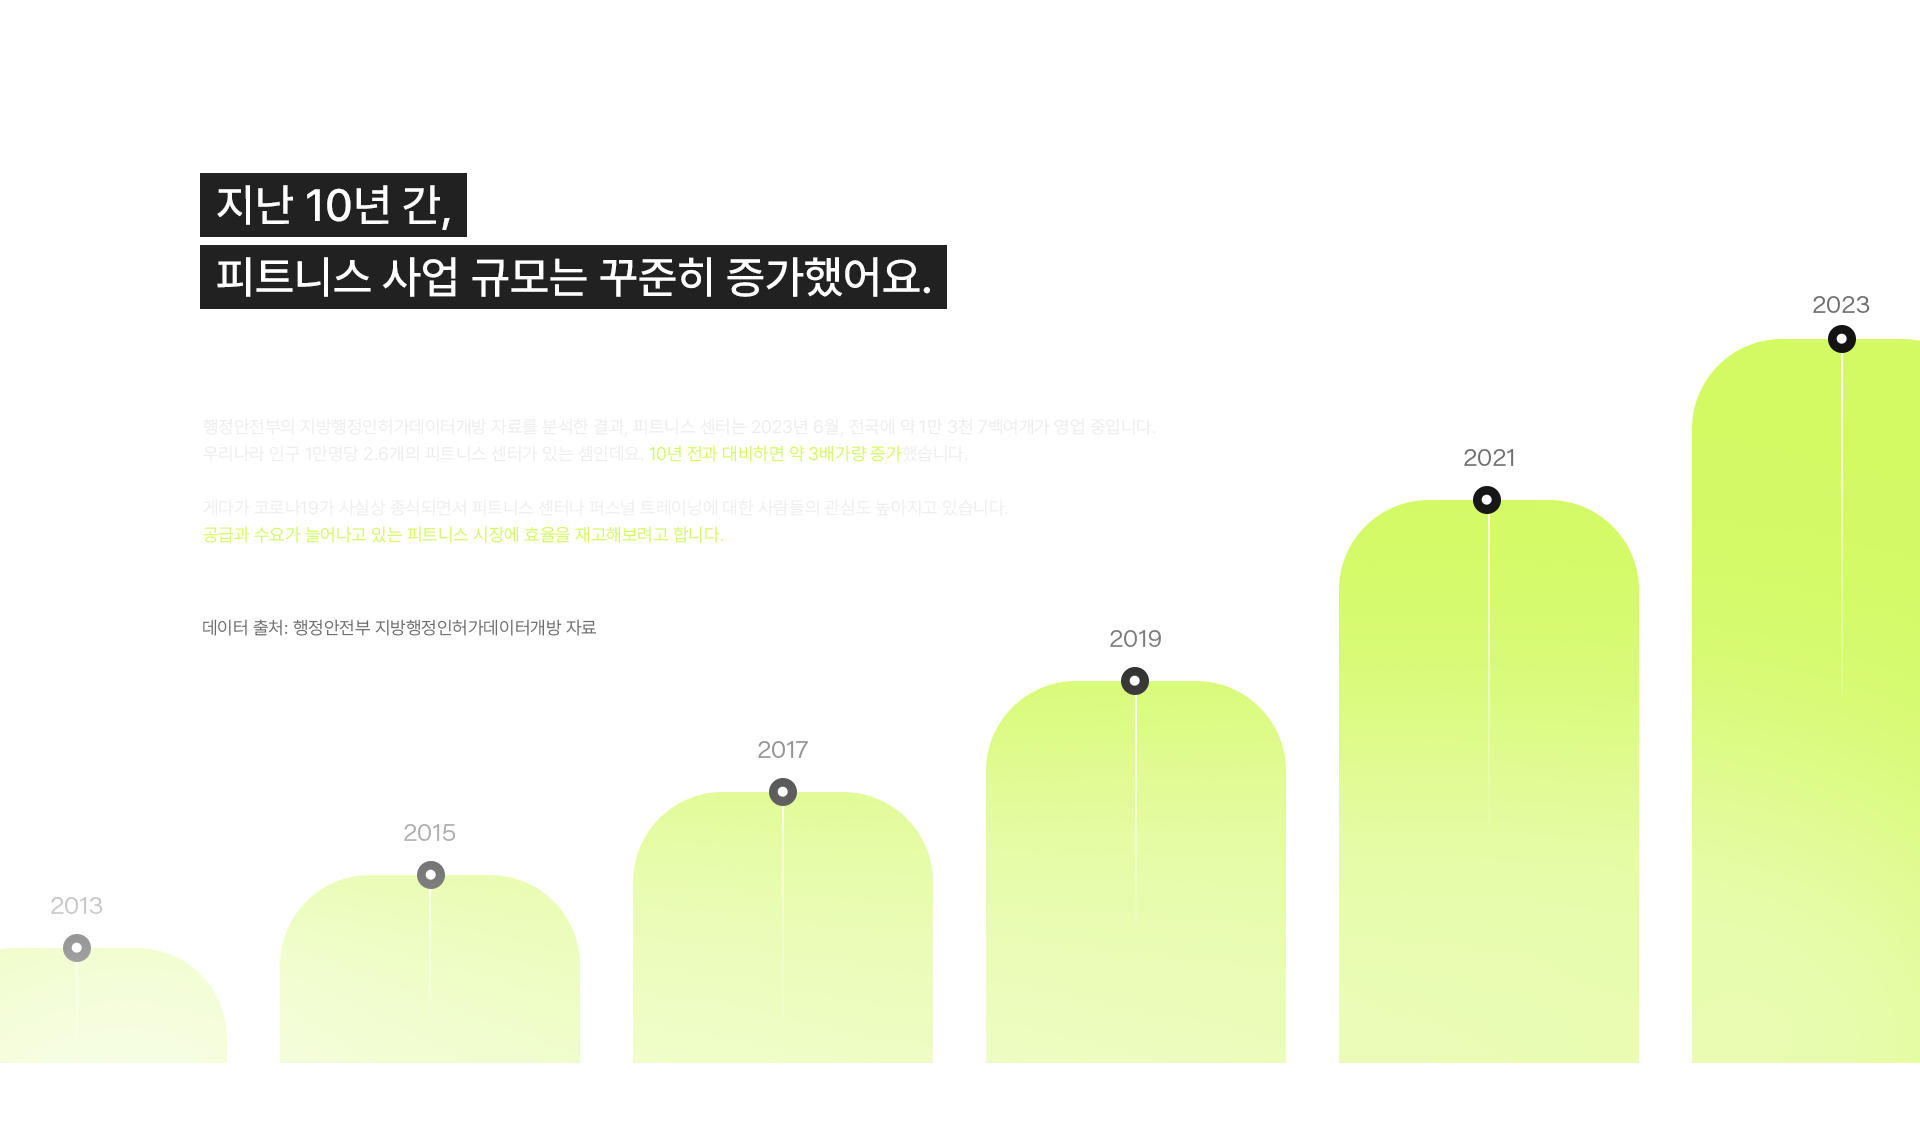 지난 10년 간,
피트니스 사업 규모는 꾸준히 증가했어요.
행정안전부의 지방행정인허가데이터개방 자료를 분석한 결과, 피트니스 센터는 2023년 6월, 전국에 약 1만 3천 7백여개가 영업 중입니다.
우리나라 인구 1만명당 2.6개의 피트니스 센터가 있는 셈인데요. 10년 전과 대비하면 약 3배가량 증가했습니다.
게다가 코로나19가 사실상 종식되면서 피트니스 센터나 퍼스널 트레이닝에 대한 사람들의 관심도 높아지고 있습니다.
공급과 수요가 늘어나고 있는 피트니스 시장에 효율을 재고해보려고 합니다.
데이터 출처: 행정안전부 지방행정인허가데이터개방 자료
2013
2015
2017
2019
2021
2023